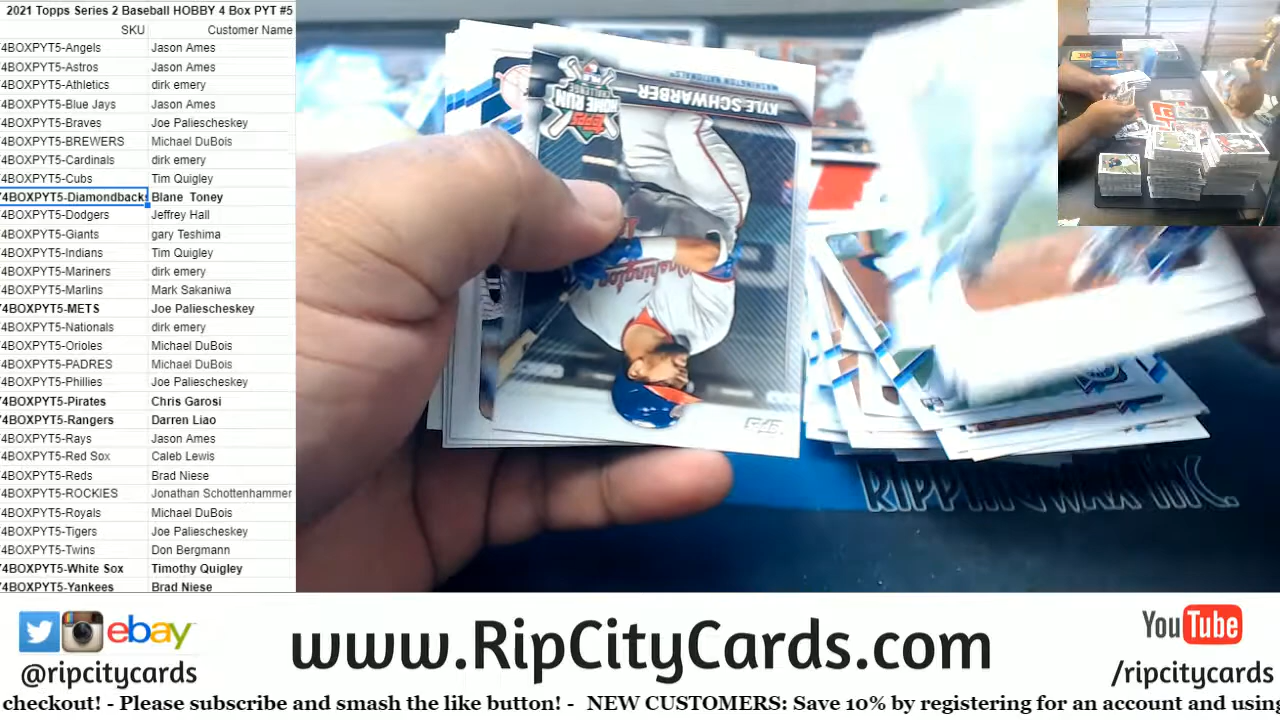 2021 Topps Series 2 Baseball HOBBY 4 Box PYT #5
SKU Customer Name
4BOXPYT5-Angels Jason Ames
4BOXPYT5-Astros Jason Ames
4BOXPYT5-Athletics dirk emery
4BOXPYT5-Blue Jays Jason Ames
4BOXPYT5-Braves Joe Paliescheskey
4BOXPYT5-BREWERS Michael DuBois
4BOXPYT5-Cardinals dirk emery
4BOXPYT5-Cubs Tim Quigley
4BOXPYT5-Diamondbacks Blane Toney
4BOXPYT5-Dodgers Jeffrey Hall
4BOXPYT5-Giants gary Teshima
4BOXPYT5-Indians Tim Quigley
4BOXPYT5-Mariners dirk emery
4BOXPYT5-Marlins Mark Sakaniwa
4BOXPYT5-METS Joe Paliescheskey
4BOXPYT5-Nationals dirk emery
4BOXPYT5-Orioles Michael DuBois
4BOXPYT5-PADRES Michael DuBois
4BOXPYT5-Phillies Joe Paliescheskey
4BOXPYT5-Pirates Chris Garosi
4BOXPYT5-Rangers Darren Liao
4BOXPYT5-Rays Jason Ames
4BOXPYT5-Red Sox Caleb Lewis
4BOXPYT5-Reds Brad Niese
4BOXPYT5-ROCKIES Jonathan Schottenhammer
4BOXPYT5-Royals Michael DuBois
4BOXPYT5-Tigers Joe Paliescheskey
4BOXPYT5-Twins Don Bergmann
4BOXPYT5-White Sox Timothy Quigley
4BOXPYT5-Yankees Brad Niese
WASHINGTON NATIONALS
KYLE SCHWARBER
TOPPS
HOME RUN
CHALLENGE
Washington
RIPPINGWAX INC.
ebay
@ripcitycards
www.RipCityCards.com
YouTube
/ripcitycards
checkout! - Please subscribe and smash the like button! - NEW CUSTOMERS: Save 10% by registering for an account and using